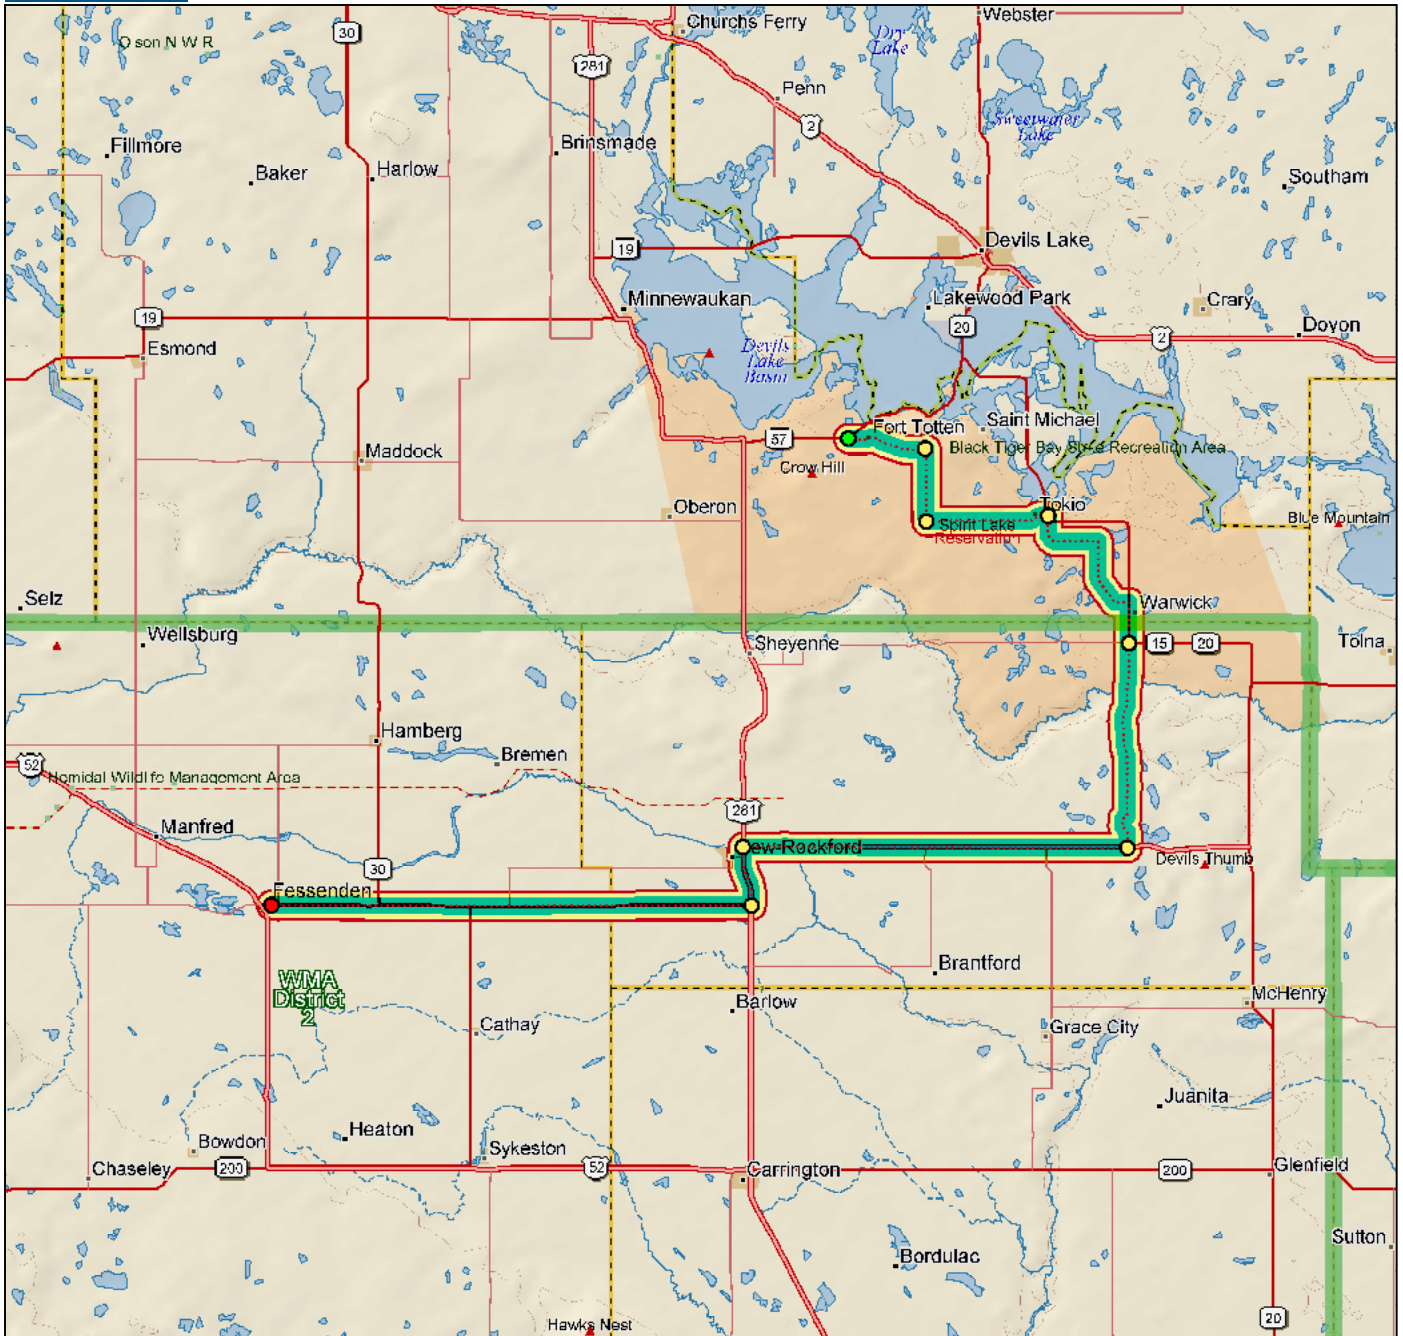 Churchs Ferry
Webster
O son N W R
30
Dry
Lake
281
Penn
2
Sweetwater
Lake
Fillmore
Brinsmade
Baker
Harlow
Southam
19
Devils Lake
Minnewaukan
Lakewood Park
Crary
19
20
Doyon
Esmond
Devils
Lake
Basin
2
Fort Totten
Saint Michael
57
Black Tiger Bay State Recreation Area
Maddock
Crow Hill
Oberon
Tokio
Spirit Lake
Reservation
Blue Mountain
Selz
Warwick
Wellsburg
Sheyenne
15
20
Tolna
Hamberg
Bremen
52
Homidal Wildlife Management Area
281
Manfred
ew Rockford
Devils Thumb
30
Fessenden
WMA
District
2
Brantford
Barlow
McHenry
Cathay
Grace City
Juanita
Heaton
Bowdon
Sykeston
Chaseley
200
52
Carrington
200
Glenfield
Bordulac
Sutton
20
Hawks Nest